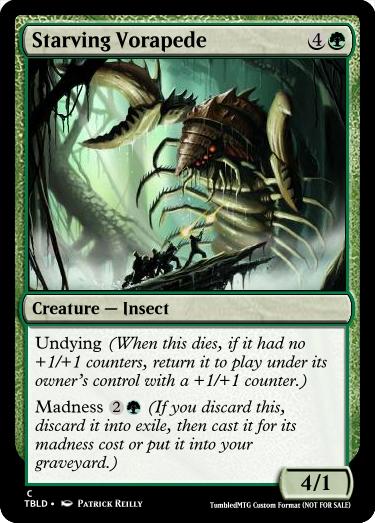 Starving Vorapede 4
Creature — Insect
Undying (When this dies, if it had no
+1/+1 counters, return it to play under its
owner's control with a +1/+1 counter.)
Madness 2 (If you discard this,
discard it into exile, then cast it for its
madness cost or put it into your
graveyard.)
4/1
C
TBLD • Patrick Reilly
TumbledMTG Custom Format (NOT FOR SALE)